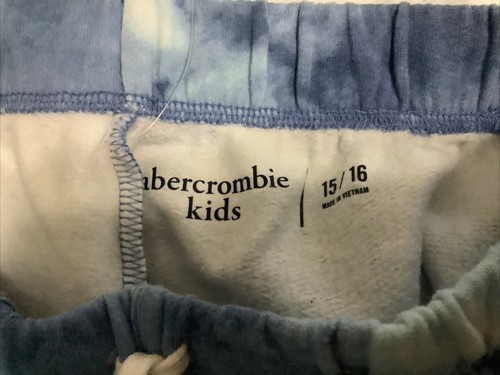 abercrombie
kids
15/16
MADE IN VIETNAM